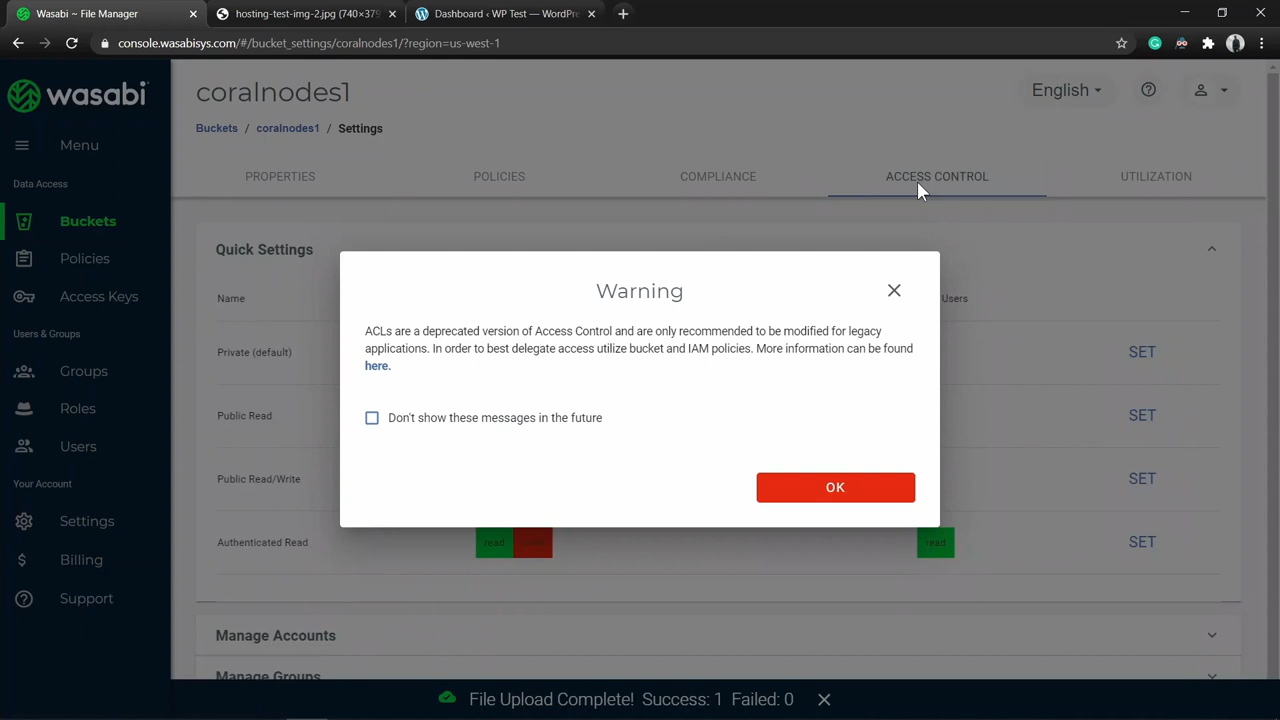 Wasabi ~ File Manager
hosting-test-img-2.jpg (740×379
Dashboard ‹ WP Test — WordPre
console.wasabisys.com/#/bucket_settings/coralnodes1/?region=us-west-1
wasabi
Menu
Data Access
Buckets
Policies
Access Keys
Users & Groups
Groups
Roles
Users
Your Account
Settings
Billing
Support
coralnodes1
English
Buckets / coralnodes1 / Settings
PROPERTIES POLICIES COMPLIANCE ACCESS CONTROL UTILIZATION
Quick Settings
Name Users
Private (default) SET
Public Read SET
Public Read/Write SET
Authenticated Read read read SET
Warning
ACLs are a deprecated version of Access Control and are only recommended to be modified for legacy
applications. In order to best delegate access utilize bucket and IAM policies. More information can be found
here.
Don't show these messages in the future
OK
Manage Accounts
Manage Groups
File Upload Complete! Success: 1 Failed: 0